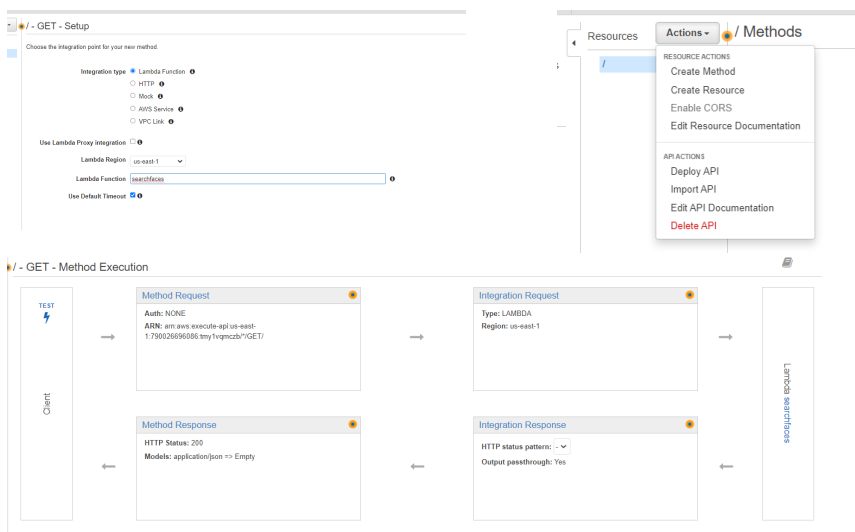 / - GET - Setup
Choose the integration point for your new method.
Integration type
Lambda Function
HTTP
Mock
AWS Service
VPC Link
Use Lambda Proxy integration
Lambda Region us-east-1
Lambda Function searchfaces
Use Default Timeout
Resources
Actions
/ Methods
/
RESOURCE ACTIONS
Create Method
Create Resource
Enable CORS
Edit Resource Documentation
API ACTIONS
Deploy API
Import API
Edit API Documentation
Delete API
/ - GET - Method Execution
TEST
Client
Method Request
Auth: NONE
ARN: arn:aws:execute-api:us-east-
1:790026696086:tmy1vqmczb/*/GET/
Integration Request
Type: LAMBDA
Region: us-east-1
Lambda searchfaces
Method Response
HTTP Status: 200
Models: application/json => Empty
Integration Response
HTTP status pattern: -
Output passthrough: Yes